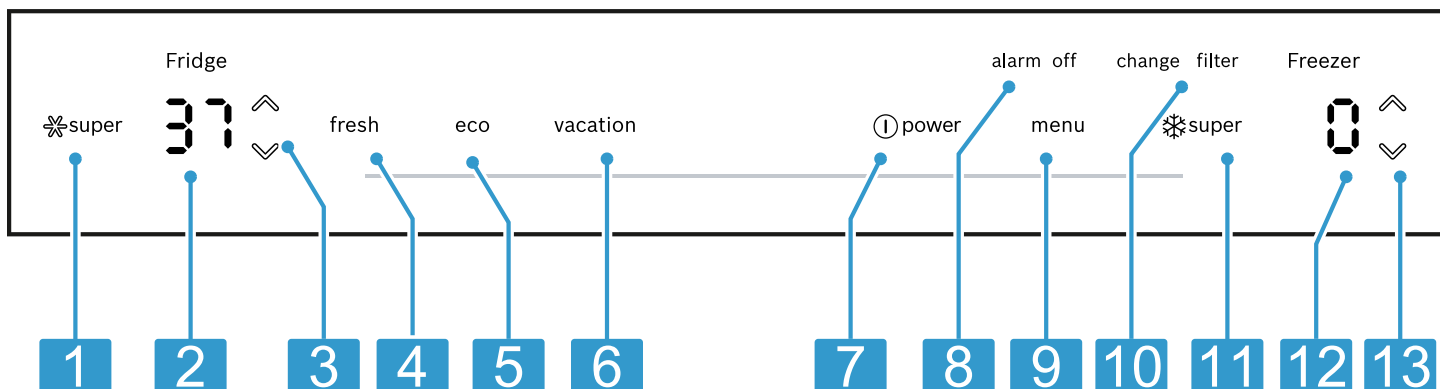 Fridge alarm off change filter Freezer
super 37 fresh eco vacation power menu super 0
1 2 3 4 5 6 7 8 9 10 11 12 13